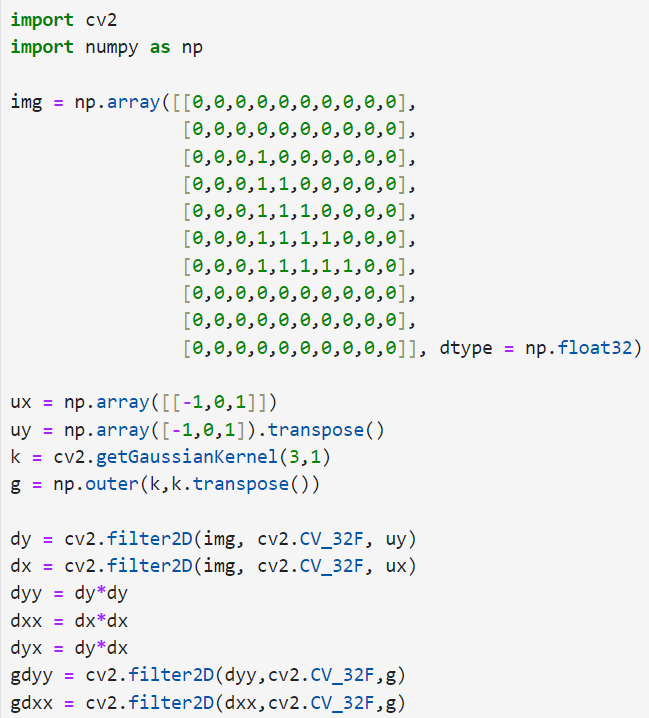 import cv2
import numpy as np
img = np.array([[0,0,0,0,0,0,0,0,0,0],
[0,0,0,0,0,0,0,0,0,0],
[0,0,0,1,0,0,0,0,0,0],
[0,0,0,1,1,0,0,0,0,0],
[0,0,0,1,1,1,0,0,0,0],
[0,0,0,1,1,1,1,0,0,0],
[0,0,0,1,1,1,1,1,0,0],
[0,0,0,0,0,0,0,0,0,0],
[0,0,0,0,0,0,0,0,0,0],
[0,0,0,0,0,0,0,0,0,0]], dtype = np.float32)
ux = np.array([[-1,0,1]])
uy = np.array([-1,0,1]).transpose()
k = cv2.getGaussianKernel(3,1)
g = np.outer(k,k.transpose())
dy = cv2.filter2D(img, cv2.CV_32F, uy)
dx = cv2.filter2D(img, cv2.CV_32F, ux)
dyy = dy*dy
dxx = dx*dx
dyx = dy*dx
gdyy = cv2.filter2D(dyy,cv2.CV_32F,g)
gdxx = cv2.filter2D(dxx,cv2.CV_32F,g)